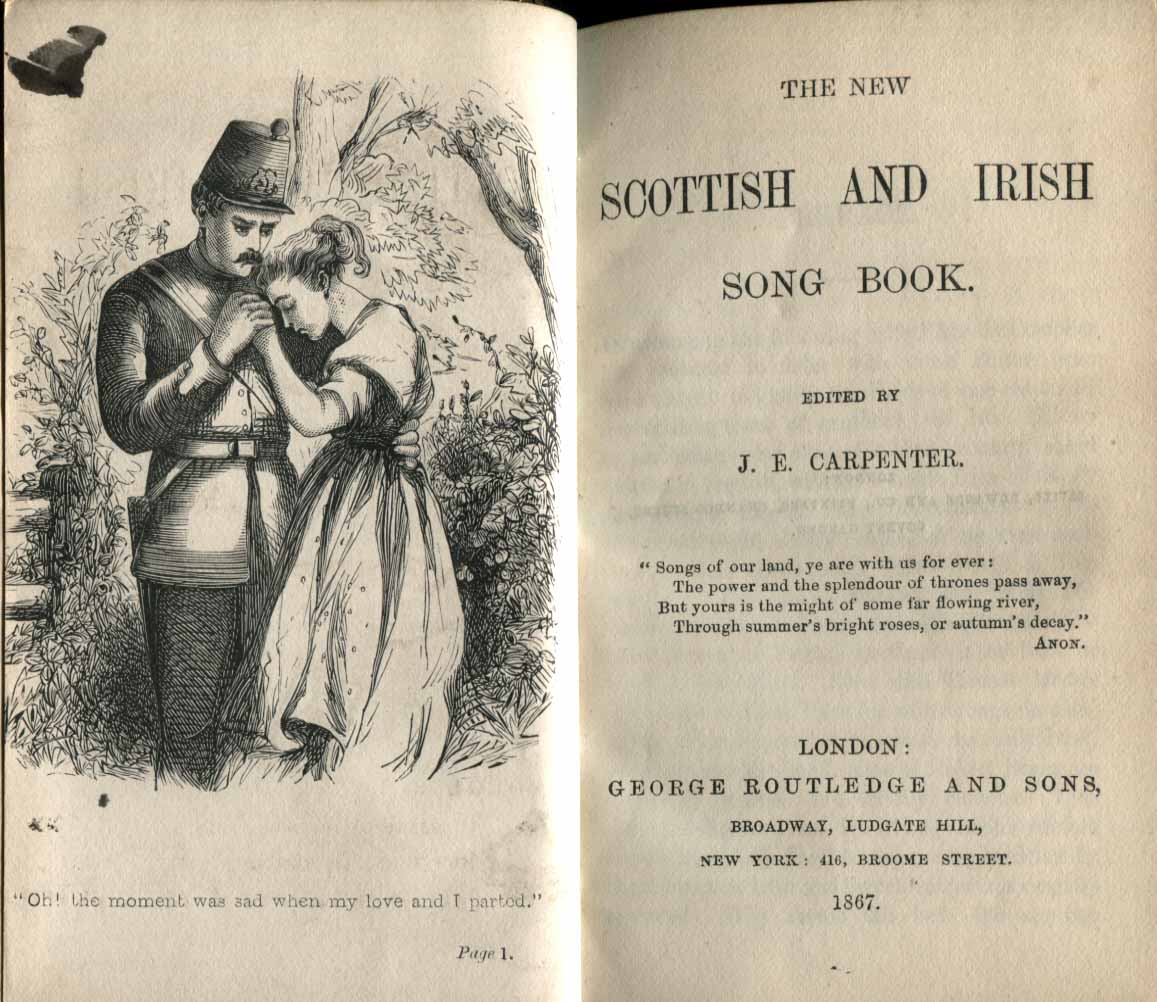 "Oh! the moment was sad when my love and I parted."
Page 1.
THE NEW
SCOTTISH AND IRISH
SONG BOOK.
EDITED BY
J. E. CARPENTER.
"Songs of our land, ye are with us for ever:
The power and the splendour of thrones pass away,
But yours is the might of some far flowing river,
Through summer's bright roses, or autumn's decay."
ANON.
LONDON:
GEORGE ROUTLEDGE AND SONS,
BROADWAY, LUDGATE HILL,
NEW YORK: 416, BROOME STREET.
1867.